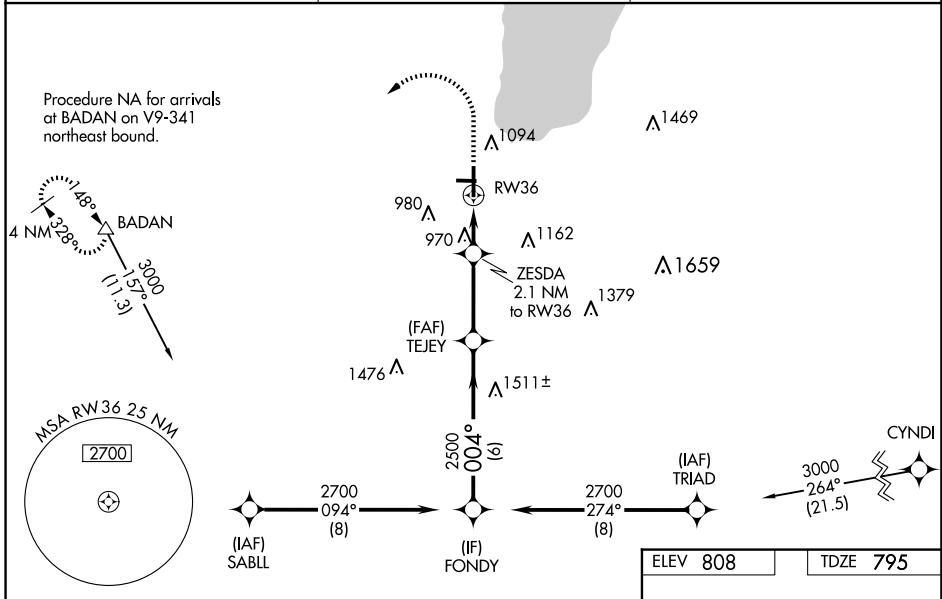 Procedure NA for arrivals
at BADAN on V9-341
northeast bound.
1469
1094
RW36
148°
BADAN
4 NM
328°
980
970
1162
3000
157°
(11.3)
ZESDA
2.1 NM
to RW36
1659
1379
(FAF)
TEJEY
1476
1511±
MSA RW36 25 NM
2700
2500
004°
(6)
CYNDI
(IAF)
TRIAD
3000
264°
(21.5)
2700
094°
(8)
2700
274°
(8)
(IAF)
SABLL
(IF)
FONDY
ELEV 808
TDZE 795